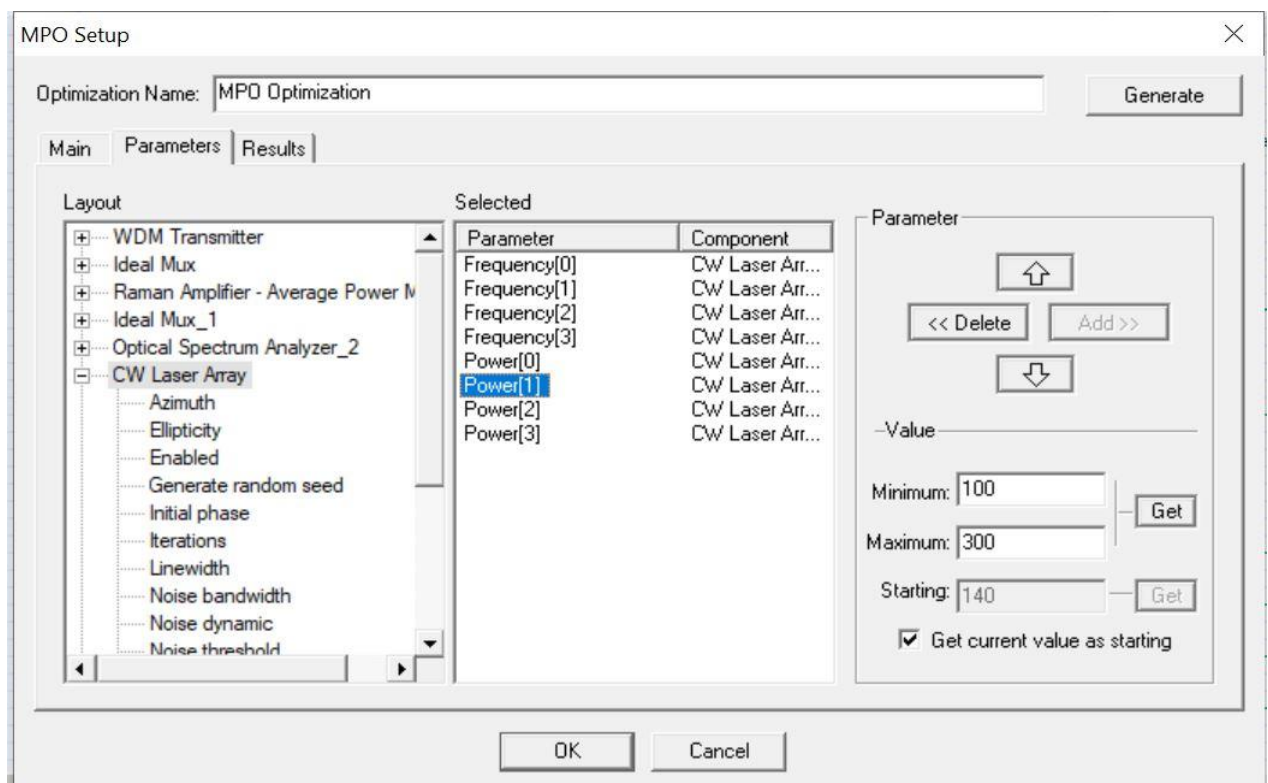 MPO Setup
Optimization Name: MPO Optimization
Generate
Main Parameters Results
Layout
WDM Transmitter
Ideal Mux
Raman Amplifier - Average Power M
Ideal Mux_1
Optical Spectrum Analyzer_2
CW Laser Array
Azimuth
Ellipticity
Enabled
Generate random seed
Initial phase
Iterations
Linewidth
Noise bandwidth
Noise dynamic
Noise threshold
Selected
Parameter Component
Frequency[0] CW Laser Arr...
Frequency[1] CW Laser Arr...
Frequency[2] CW Laser Arr...
Frequency[3] CW Laser Arr...
Power[0] CW Laser Arr...
Power[1] CW Laser Arr...
Power[2] CW Laser Arr...
Power[3] CW Laser Arr...
Parameter
<< Delete Add >>
Value
Minimum: 100
Get
Maximum: 300
Starting: 140 Get
Get current value as starting
OK Cancel